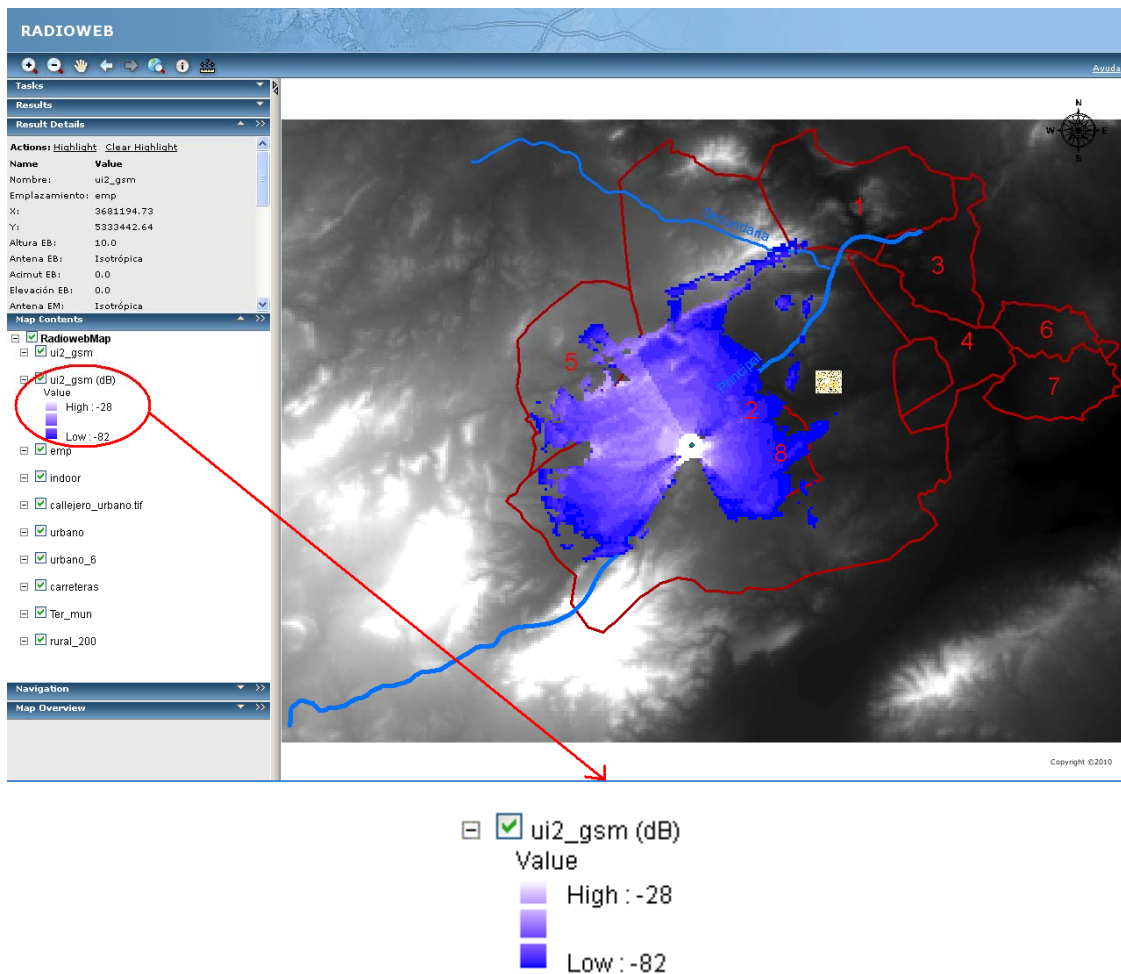 RADIOWEB
Ayuda
Tasks
Results
Result Details
Actions: Highlight Clear Highlight
Name Value
Nombre: ui2_gsm
Emplazamiento: emp
X: 3681194.73
Y: 5333442.64
Altura EB: 10.0
Antena EB: Isotrópica
Acimut EB: 0.0
Elevación EB: 0.0
Antena EM: Isotrópica
Map Contents
RadiowebMap
ui2_gsm
ui2_gsm (dB)
Value
High : -28
Low : -82
emp
indoor
callejero_urbano.tif
urbano
urbano_6
carreteras
Ter_mun
rural_200
Navigation
Map Overview
N
W E
S
1
Secundaria
3
6
4
5
Principal
7
2
8
Copyright ©2010
ui2_gsm (dB)
Value
High : -28
Low : -82